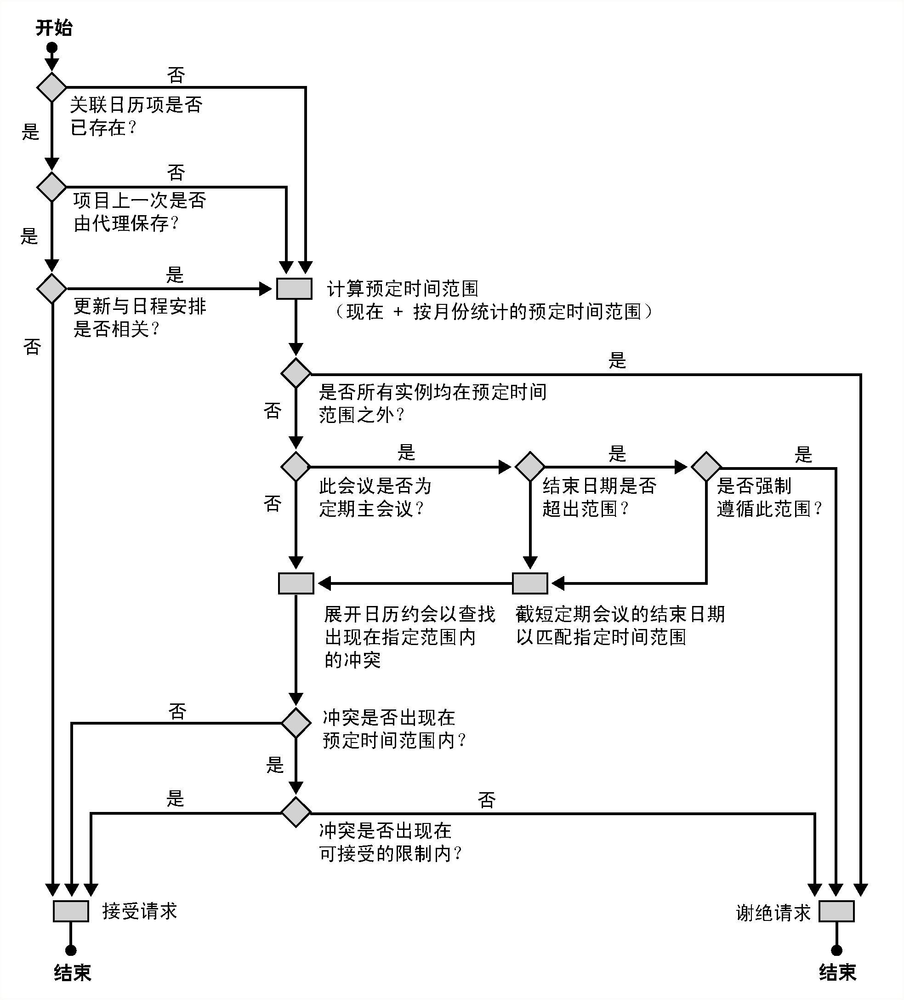 开始
否
关联日历项是否
已存在？
是
否
项目上一次是否
由代理保存？
是
是
更新与日程安排
是否相关？
否
计算预定时间范围
（现在 + 按月份统计的预定时间范围）
是
是否所有实例均在预定时间
范围之外？
否
是
是
是
此会议是否为
定期主会议？
否
结束日期是否
超出范围？
是否强制
遵循此范围？
展开日历约会以查找
出现在指定范围内
的冲突
截短定期会议的结束日期
以匹配指定时间范围
否
冲突是否出现在
预定时间范围内？
是
是
否
冲突是否出现在
可接受的限制内？
接受请求
谢绝请求
结束
结束